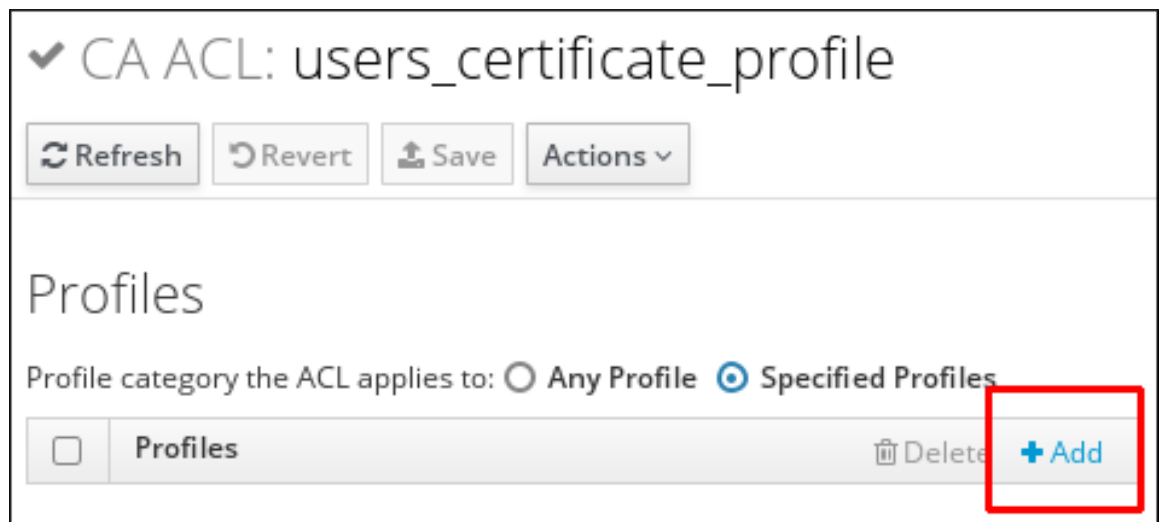 CA ACL: users_certificate_profile
Refresh Revert Save Actions
Profiles
Profile category the ACL applies to: Any Profile Specified Profiles
Profiles Delete Add